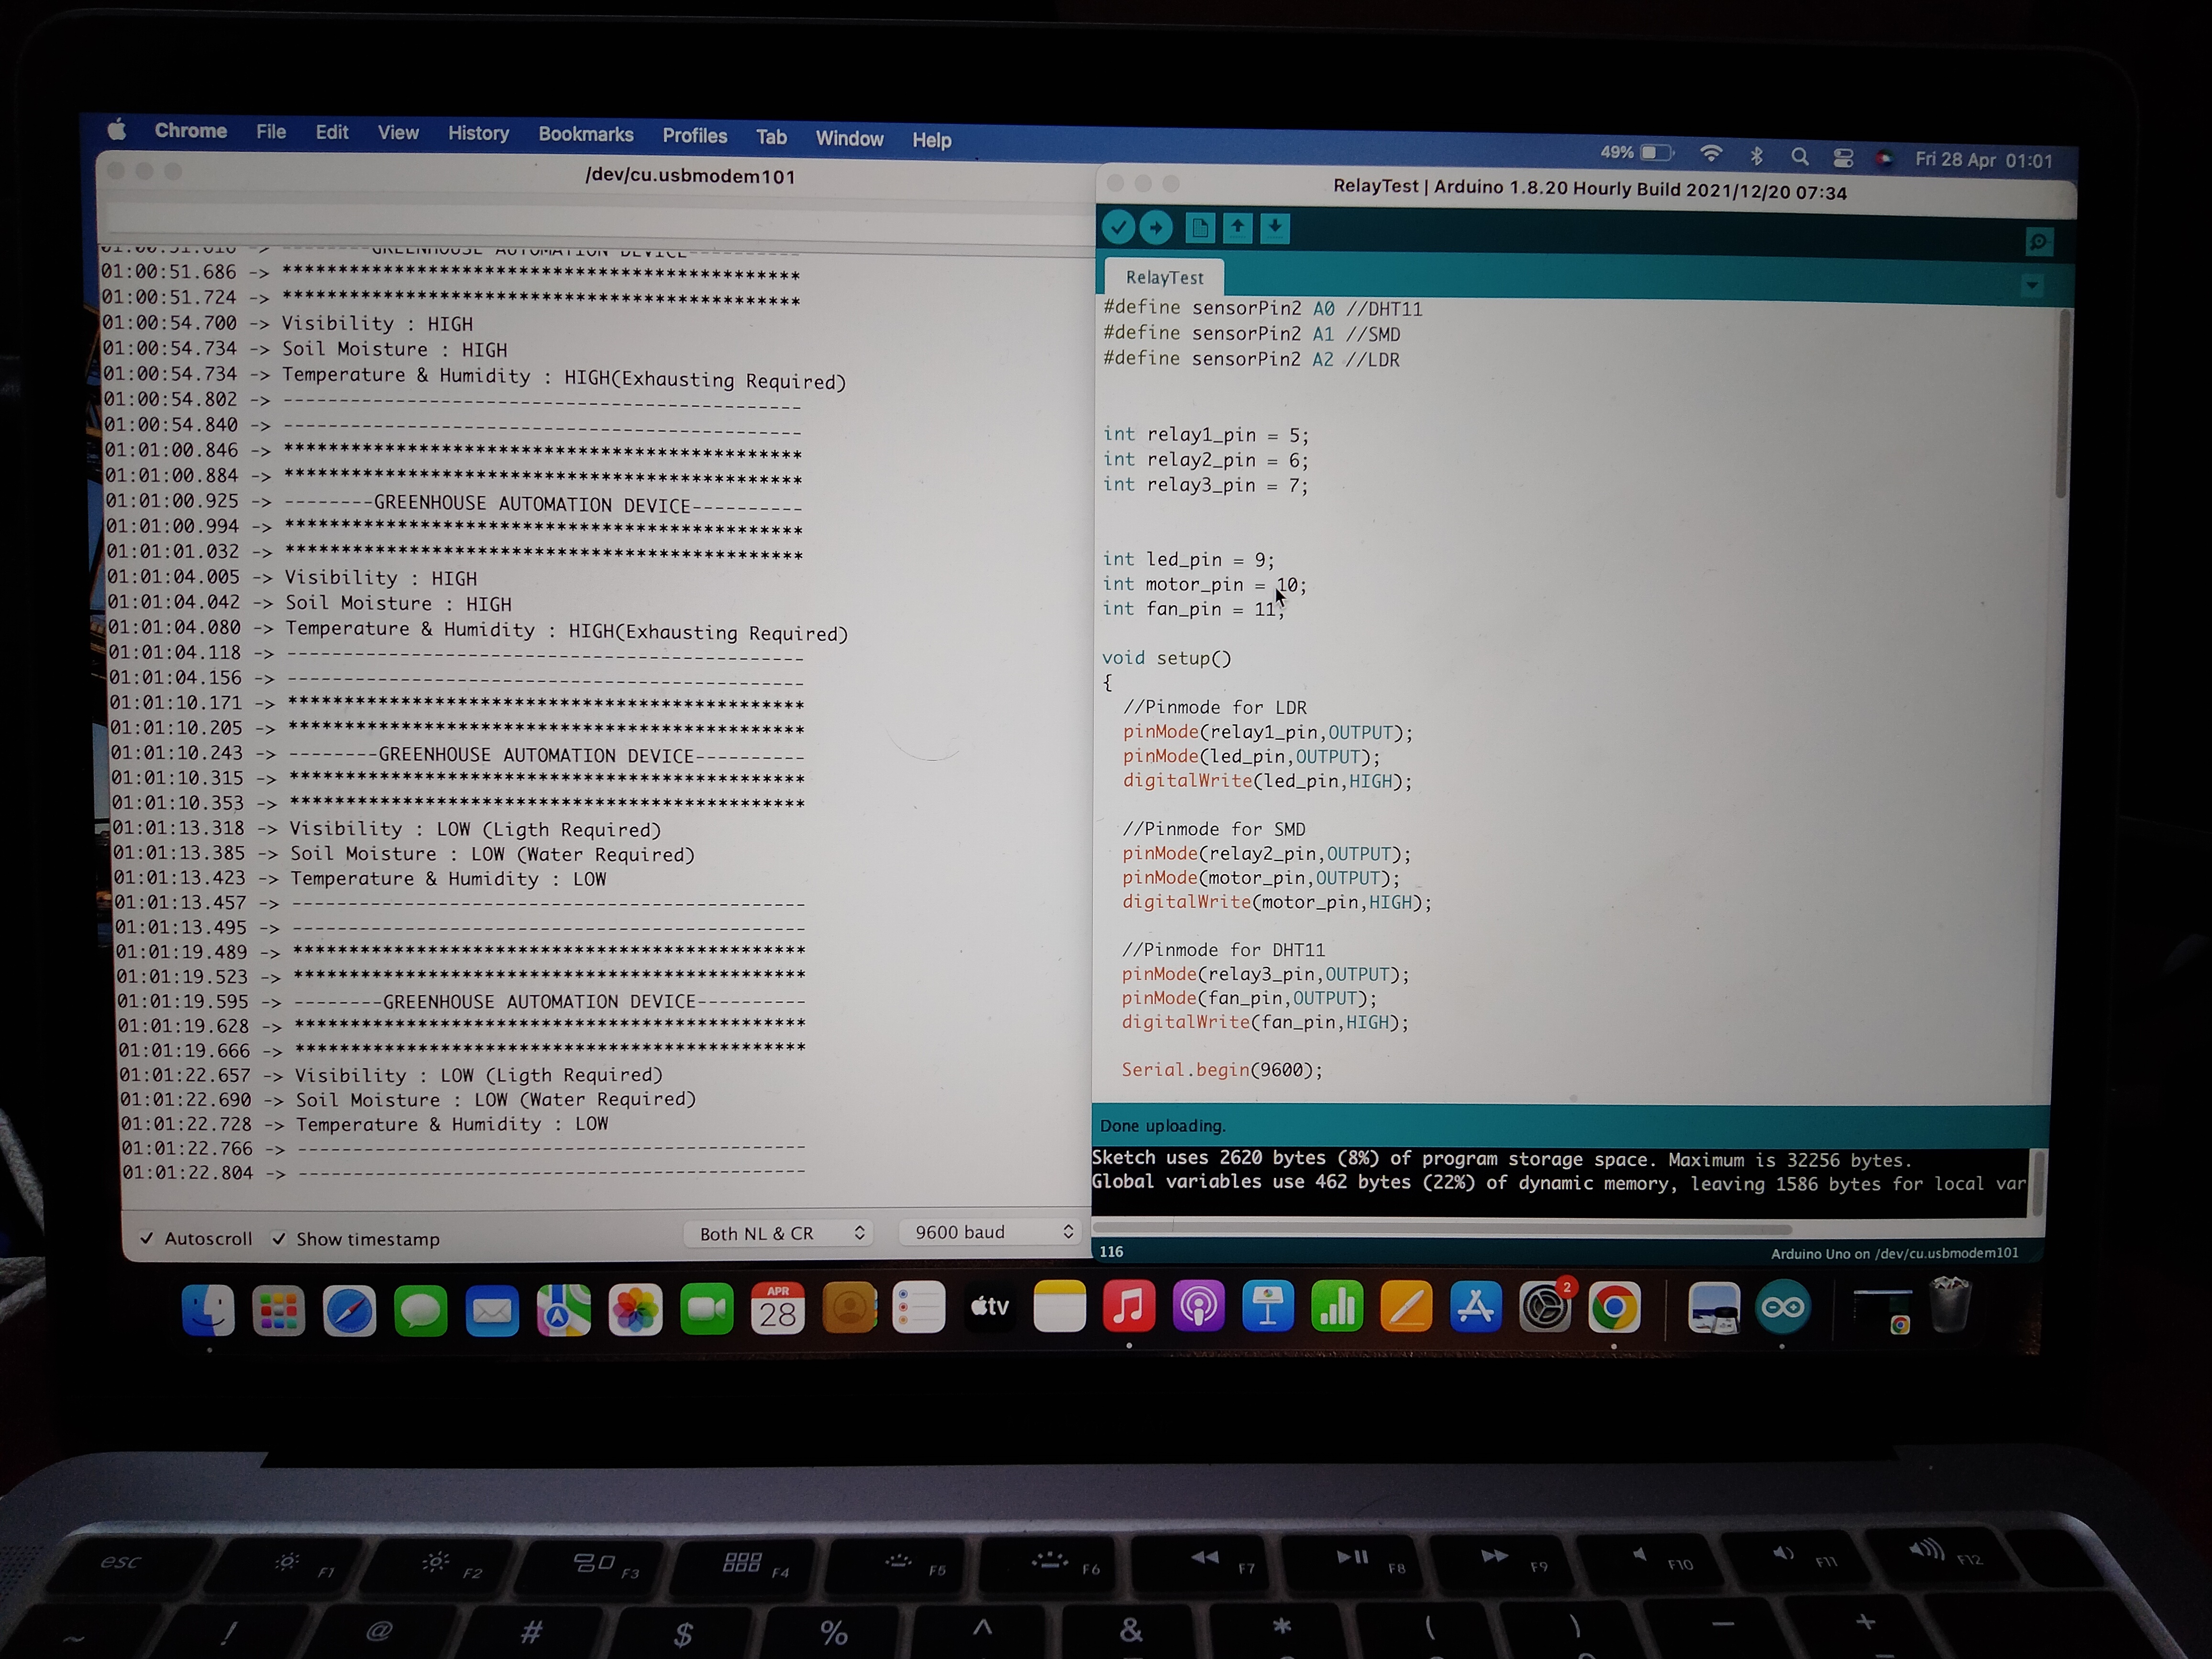 Chrome File Edit View History Bookmarks Profiles Tab Window Help
49% Fri 28 Apr 01:01
/dev/cu.usbmodem101
--------GREENHOUSE AUTOMATION DEVICE----------
01:00:51.686 -> **********************************************
01:00:51.724 -> **********************************************
01:00:54.700 -> Visibility : HIGH
01:00:54.734 -> Soil Moisture : HIGH
01:00:54.734 -> Temperature & Humidity : HIGH(Exhausting Required)
01:00:54.802 -> ----------------------------------------------
01:00:54.840 -> ----------------------------------------------
01:01:00.846 -> **********************************************
01:01:00.884 -> **********************************************
01:01:00.925 -> --------GREENHOUSE AUTOMATION DEVICE----------
01:01:00.994 -> **********************************************
01:01:01.032 -> **********************************************
01:01:04.005 -> Visibility : HIGH
01:01:04.042 -> Soil Moisture : HIGH
01:01:04.080 -> Temperature & Humidity : HIGH(Exhausting Required)
01:01:04.118 -> ----------------------------------------------
01:01:04.156 -> ----------------------------------------------
01:01:10.171 -> **********************************************
01:01:10.205 -> **********************************************
01:01:10.243 -> --------GREENHOUSE AUTOMATION DEVICE----------
01:01:10.315 -> **********************************************
01:01:10.353 -> **********************************************
01:01:13.318 -> Visibility : LOW (Ligth Required)
01:01:13.385 -> Soil Moisture : LOW (Water Required)
01:01:13.423 -> Temperature & Humidity : LOW
01:01:13.457 -> ----------------------------------------------
01:01:13.495 -> ----------------------------------------------
01:01:19.489 -> **********************************************
01:01:19.523 -> **********************************************
01:01:19.595 -> --------GREENHOUSE AUTOMATION DEVICE----------
01:01:19.628 -> **********************************************
01:01:19.666 -> **********************************************
01:01:22.657 -> Visibility : LOW (Ligth Required)
01:01:22.690 -> Soil Moisture : LOW (Water Required)
01:01:22.728 -> Temperature & Humidity : LOW
01:01:22.766 -> ----------------------------------------------
01:01:22.804 -> ----------------------------------------------
Autoscroll Show timestamp Both NL & CR 9600 baud
RelayTest | Arduino 1.8.20 Hourly Build 2021/12/20 07:34
RelayTest
#define sensorPin2 A0 //DHT11
#define sensorPin2 A1 //SMD
#define sensorPin2 A2 //LDR
int relay1_pin = 5;
int relay2_pin = 6;
int relay3_pin = 7;
int led_pin = 9;
int motor_pin = 10;
int fan_pin = 11;
void setup()
{
//Pinmode for LDR
pinMode(relay1_pin,OUTPUT);
pinMode(led_pin,OUTPUT);
digitalWrite(led_pin,HIGH);
//Pinmode for SMD
pinMode(relay2_pin,OUTPUT);
pinMode(motor_pin,OUTPUT);
digitalWrite(motor_pin,HIGH);
//Pinmode for DHT11
pinMode(relay3_pin,OUTPUT);
pinMode(fan_pin,OUTPUT);
digitalWrite(fan_pin,HIGH);
Serial.begin(9600);
Done uploading.
Sketch uses 2620 bytes (8%) of program storage space. Maximum is 32256 bytes.
Global variables use 462 bytes (22%) of dynamic memory, leaving 1586 bytes for local var
116 Arduino Uno on /dev/cu.usbmodem101
APR
28
tv
2
esc F1 F2 F3 F4 F5 F6 F7 F8 F9 F10 F11 F12
~ ! @ # $ % ^ & * ( ) — +